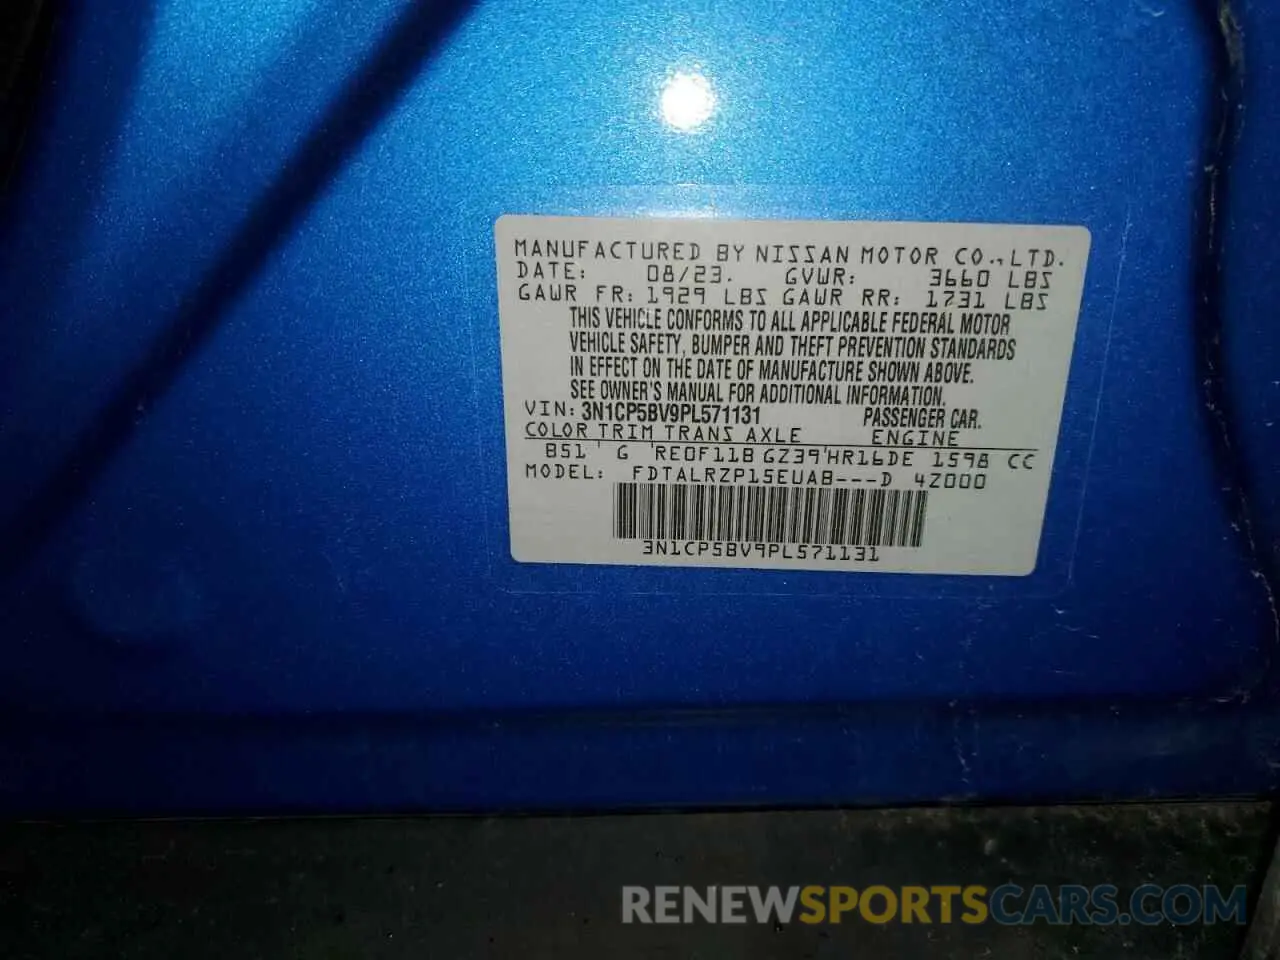 MANUFACTURED BY NISSAN MOTOR CO.,LTD.
DATE: 08/23. GVWR: 3660 LBS
GAWR FR: 1929 LBS GAWR RR: 1731 LBS
THIS VEHICLE CONFORMS TO ALL APPLICABLE FEDERAL MOTOR
VEHICLE SAFETY, BUMPER AND THEFT PREVENTION STANDARDS
IN EFFECT ON THE DATE OF MANUFACTURE SHOWN ABOVE.
SEE OWNER'S MANUAL FOR ADDITIONAL INFORMATION.
VIN: 3N1CP5BV9PL571131 PASSENGER CAR.
COLOR TRIM TRANS AXLE ENGINE
B51 ' G 'RE0F11B GZ39'HR16DE 1598 CC
MODEL: FDTALRZP15EUAB---D 4Z000
3N1CP5BV9PL571131
RENEWSPORTSCARS.COM